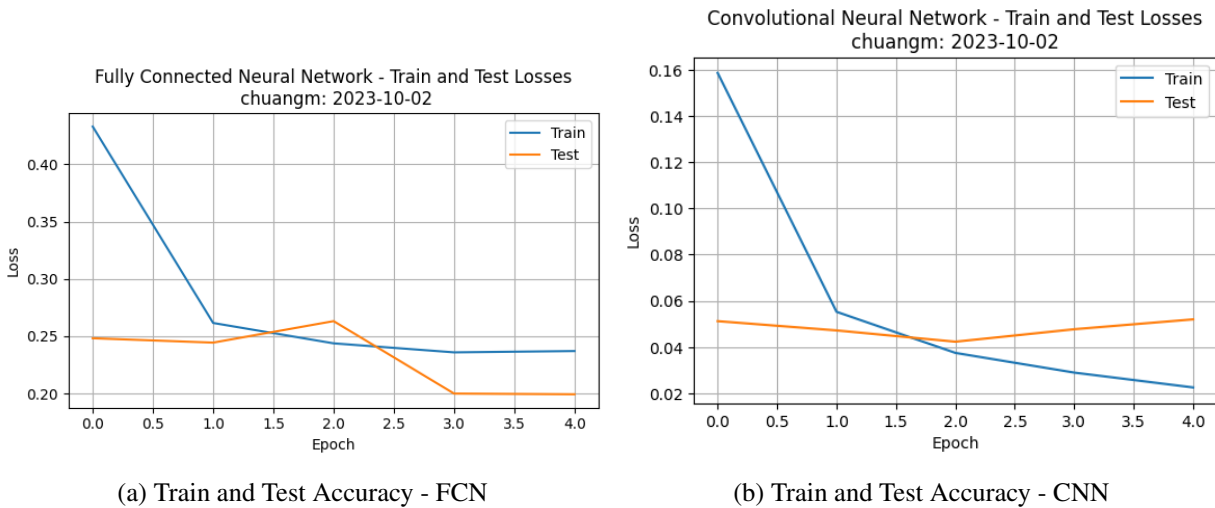 Fully Connected Neural Network - Train and Test Losses
chuangm: 2023-10-02
Train
Test
0.40
0.35
0.30
0.25
0.20
Loss
0.0 0.5 1.0 1.5 2.0 2.5 3.0 3.5 4.0
Epoch
(a) Train and Test Accuracy - FCN
Convolutional Neural Network - Train and Test Losses
chuangm: 2023-10-02
Train
Test
0.16
0.14
0.12
0.10
0.08
0.06
0.04
0.02
Loss
0.0 0.5 1.0 1.5 2.0 2.5 3.0 3.5 4.0
Epoch
(b) Train and Test Accuracy - CNN